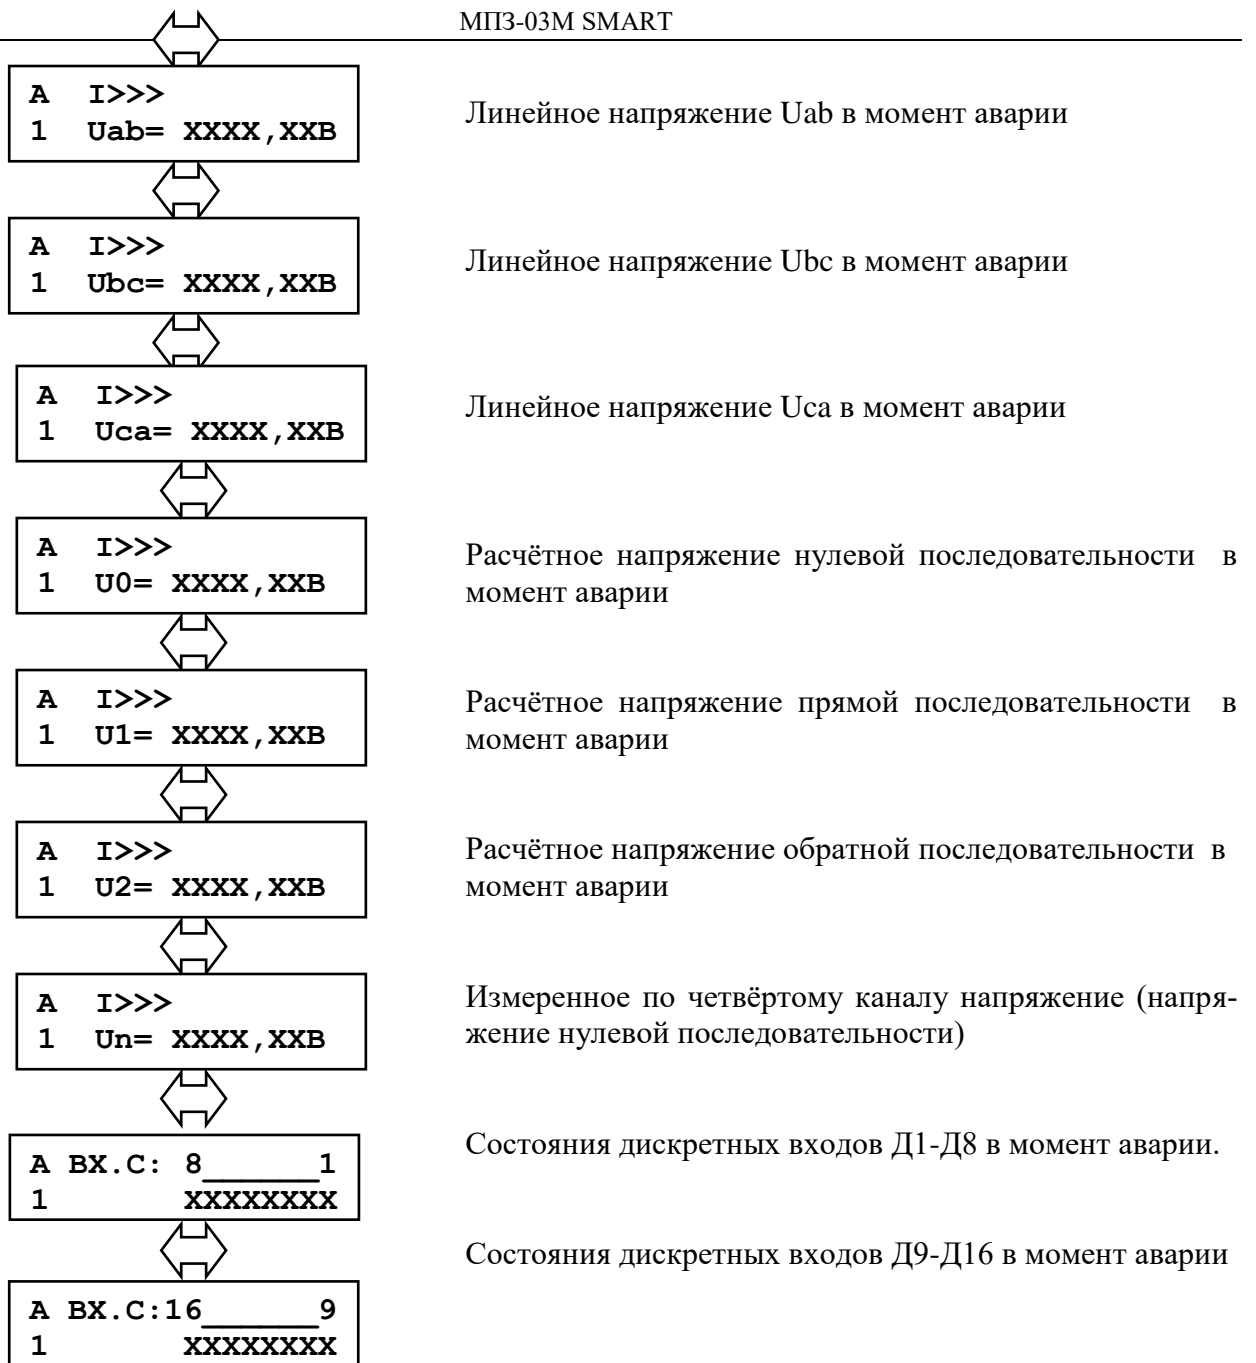 МПЗ-03М SMART
А I>>>
1 Uab= XXXX,XXВ
Линейное напряжение Uab в момент аварии
А I>>>
1 Ubc= XXXX,XXВ
Линейное напряжение Ubc в момент аварии
А I>>>
1 Uca= XXXX,XXВ
Линейное напряжение Uca в момент аварии
А I>>>
1 U0= XXXX,XXВ
Расчётное напряжение нулевой последовательности в
момент аварии
А I>>>
1 U1= XXXX,XXВ
Расчётное напряжение прямой последовательности в
момент аварии
А I>>>
1 U2= XXXX,XXВ
Расчётное напряжение обратной последовательности в
момент аварии
А I>>>
1 Un= XXXX,XXВ
Измеренное по четвёртому каналу напряжение (напря-
жение нулевой последовательности)
А ВХ.С: 8______1
1 XXXXXXXX
Состояния дискретных входов Д1-Д8 в момент аварии.
А ВХ.С:16______9
1 XXXXXXXX
Состояния дискретных входов Д9-Д16 в момент аварии